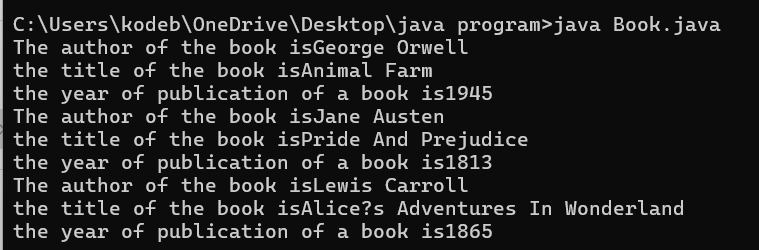 C:\Users\kodeb\OneDrive\Desktop\java program>java Book.java
The author of the book isGeorge Orwell
the title of the book isAnimal Farm
the year of publication of a book is1945
The author of the book isJane Austen
the title of the book isPride And Prejudice
the year of publication of a book is1813
The author of the book isLewis Carroll
the title of the book isAlice?s Adventures In Wonderland
the year of publication of a book is1865